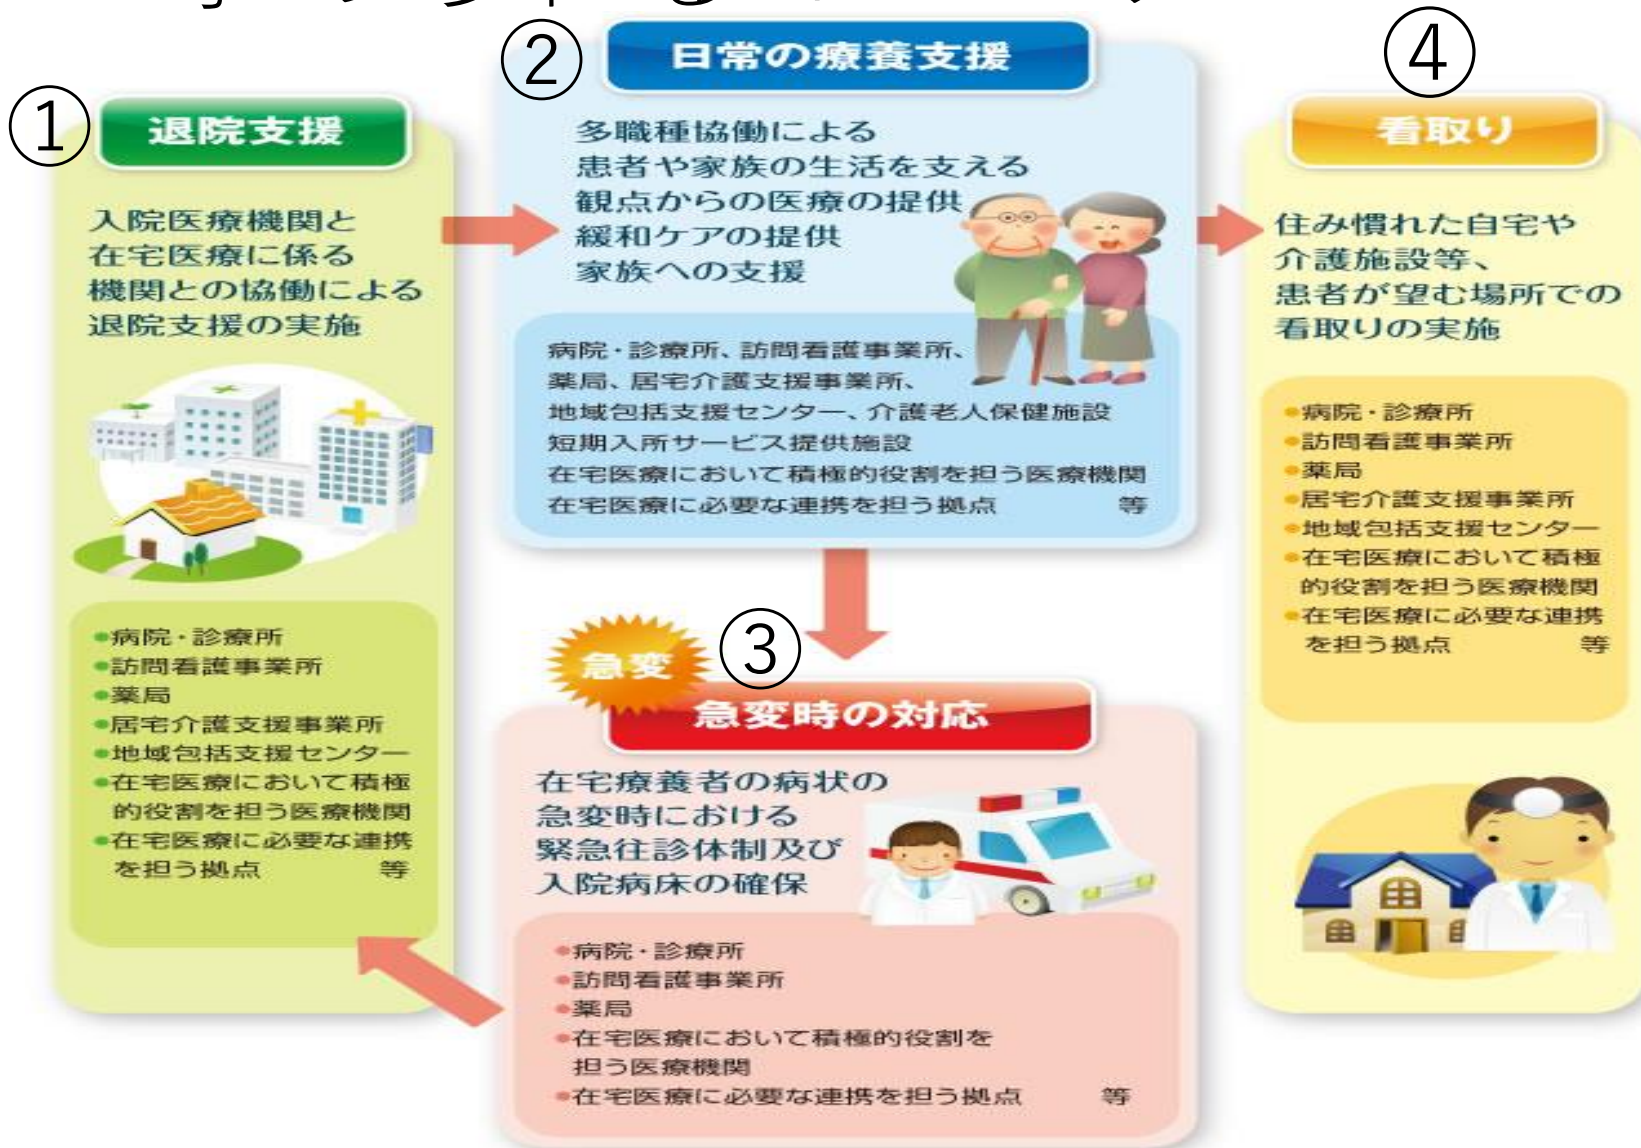 ①
退院支援
入院医療機関と
在宅医療に係る
機関との協働による
退院支援の実施
●病院・診療所
●訪問看護事業所
●薬局
●居宅介護支援事業所
●地域包括支援センター
●在宅医療において積極
的役割を担う医療機関
●在宅医療に必要な連携
を担う拠点 等
②
日常の療養支援
多職種協働による
患者や家族の生活を支える
観点からの医療の提供
緩和ケアの提供
家族への支援
病院・診療所、訪問看護事業所、
薬局、居宅介護支援事業所、
地域包括支援センター、介護老人保健施設
短期入所サービス提供施設
在宅医療において積極的役割を担う医療機関
在宅医療に必要な連携を担う拠点 等
急変
③
急変時の対応
在宅療養者の病状の
急変時における
緊急往診体制及び
入院病床の確保
●病院・診療所
●訪問看護事業所
●薬局
●在宅医療において積極的役割を
担う医療機関
●在宅医療に必要な連携を担う拠点 等
④
看取り
住み慣れた自宅や
介護施設等、
患者が望む場所での
看取りの実施
●病院・診療所
●訪問看護事業所
●薬局
●居宅介護支援事業所
●地域包括支援センター
●在宅医療において積極
的役割を担う医療機関
●在宅医療に必要な連携
を担う拠点 等